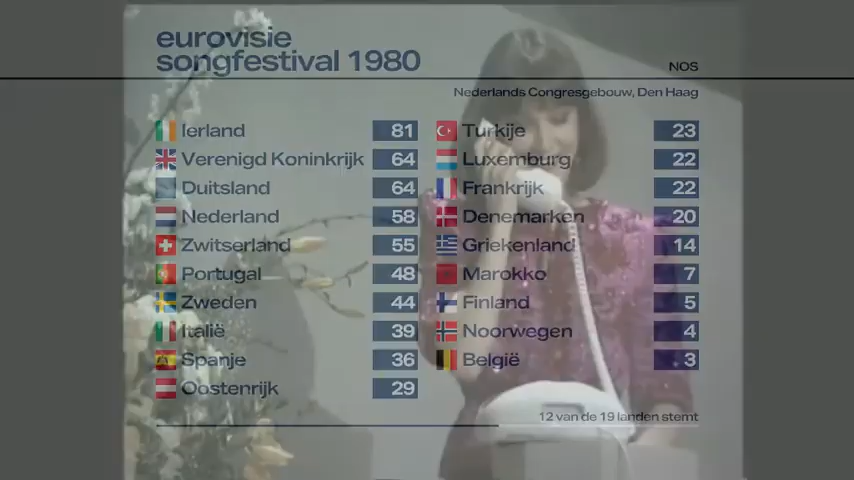 eurovisie
songfestival 1980
NOS
Nederlands Congresgebouw, Den Haag
Ierland 81
Verenigd Koninkrijk 64
Duitsland 64
Nederland 58
Zwitserland 55
Portugal 48
Zweden 44
Italië 39
Spanje 36
Oostenrijk 29
Turkije 23
Luxemburg 22
Frankrijk 22
Denemarken 20
Griekenland 14
Marokko 7
Finland 5
Noorwegen 4
België 3
12 van de 19 landen stemt